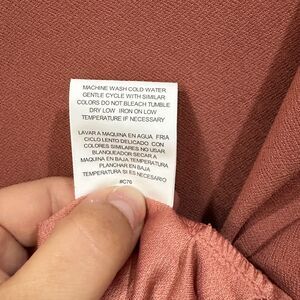 MACHINE WASH COLD WATER
GENTLE CYCLE WITH SIMILAR
COLORS DO NOT BLEACH TUMBLE
DRY LOW IRON ON LOW
TEMPERATURE IF NECESSARY
LAVAR A MAQUINA EN AGUA FRIA
CICLO LENTO DELICADO CON
COLORES SIMILARES NO USAR
BLANQUEADOR SECAR A
MAQUINA EN BAJA TEMPERATURA
PLANCHAR EN BAJA
TEMPERATURA SI ES NECESARIO
#C76